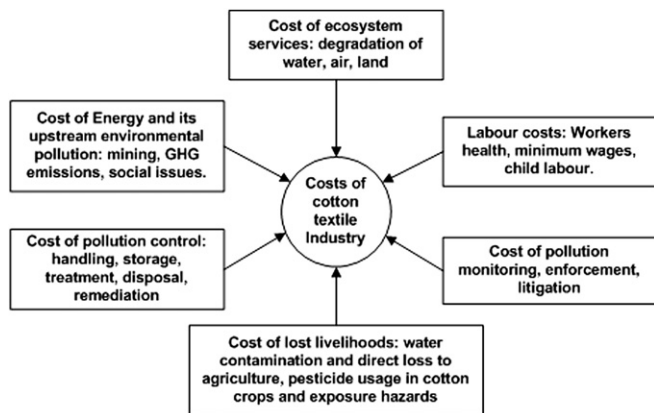 Cost of ecosystem
services: degradation of
water, air, land
Cost of Energy and its
upstream environmental
pollution: mining, GHG
emissions, social issues.
Labour costs: Workers
health, minimum wages,
child labour.
Costs of
cotton
textile
Industry
Cost of pollution control:
handling, storage,
treatment, disposal,
remediation
Cost of pollution
monitoring, enforcement,
litigation
Cost of lost livelihoods: water
contamination and direct loss to
agriculture, pesticide usage in cotton
crops and exposure hazards